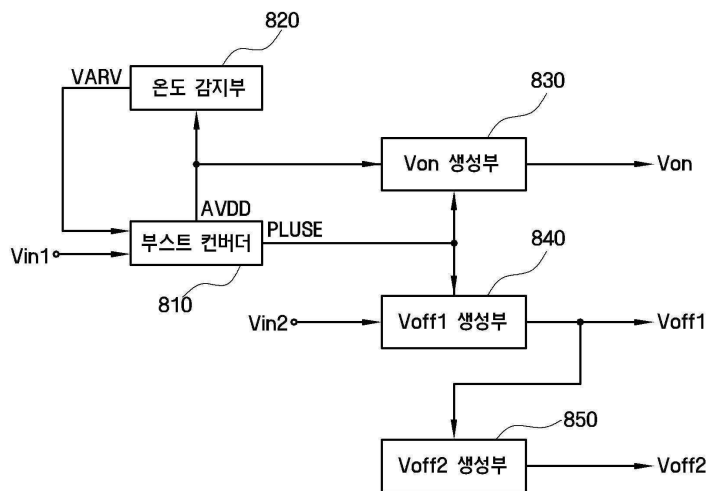 820
VARV
온도 감지부
830
Von 생성부
Von
AVDD
PLUSE
부스트 컨버더
Vin1
810
840
Vin2
Voff1 생성부
Voff1
850
Voff2 생성부
Voff2